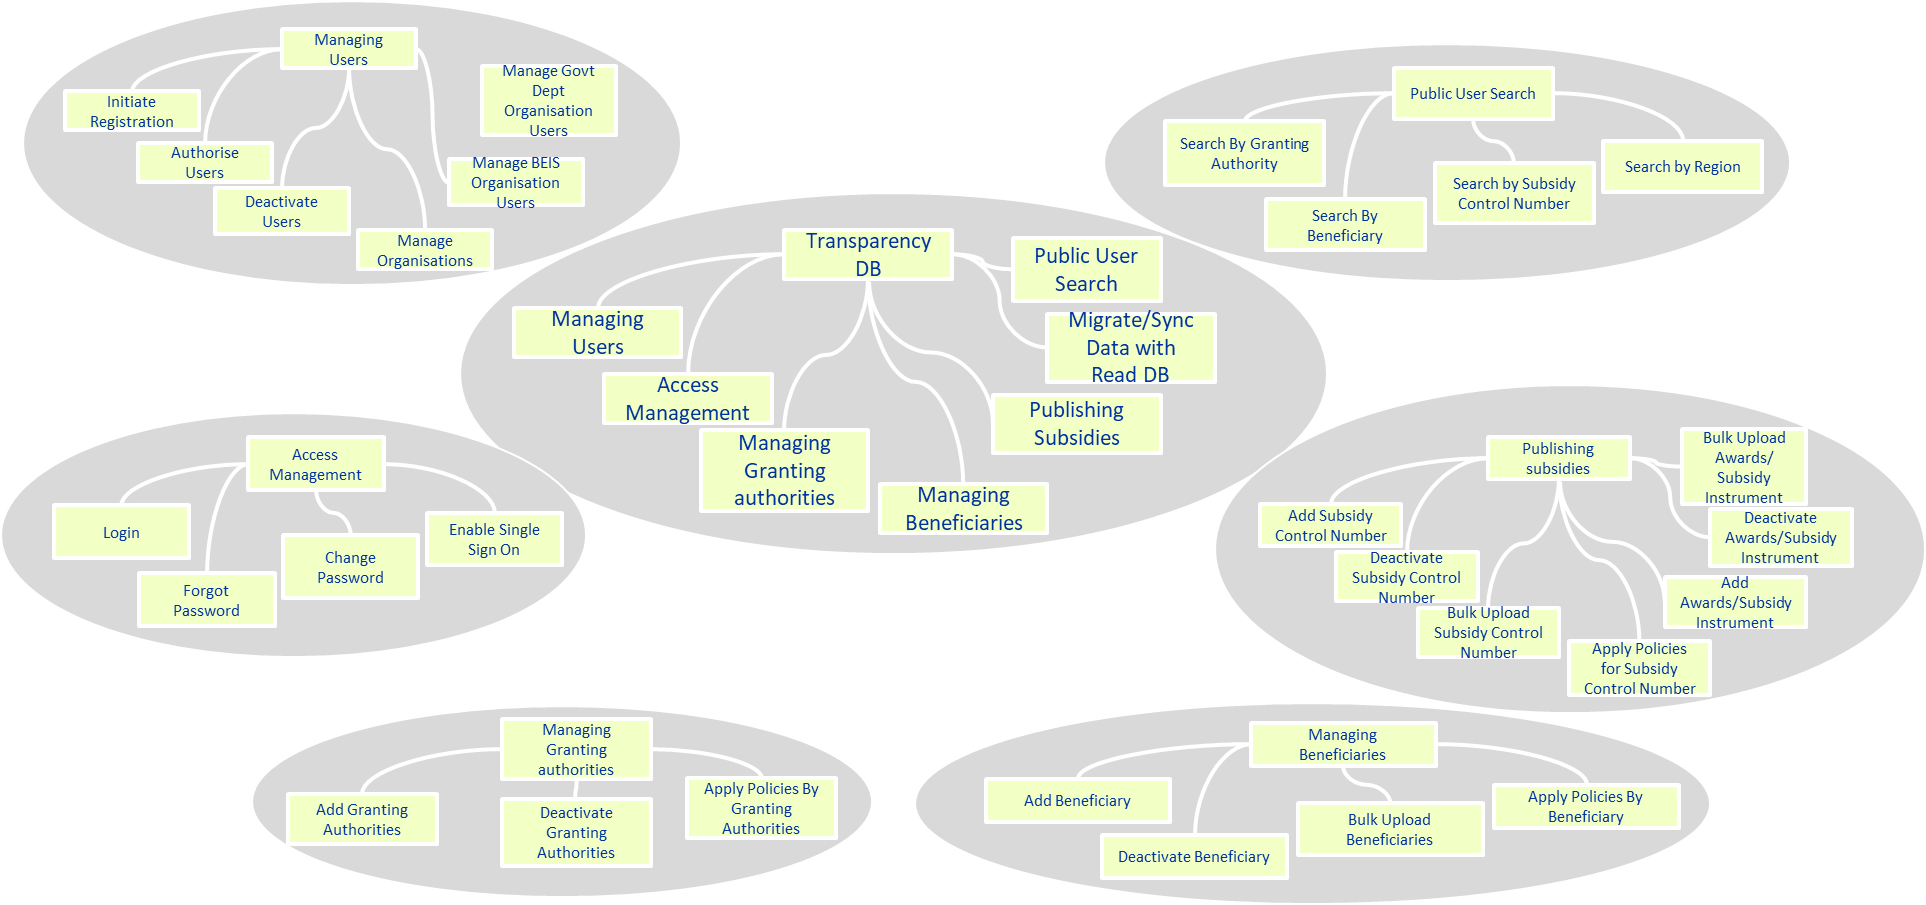 Managing
Users
Initiate
Registration
Authorise
Users
Deactivate
Users
Manage
Organisations
Manage BEIS
Organisation
Users
Manage Govt
Dept
Organisation
Users
Public User Search
Search By Granting
Authority
Search By
Beneficiary
Search by Subsidy
Control Number
Search by Region
Transparency
DB
Managing
Users
Access
Management
Managing
Granting
authorities
Managing
Beneficiaries
Publishing
Subsidies
Migrate/Sync
Data with
Read DB
Public User
Search
Access
Management
Login
Forgot
Password
Change
Password
Enable Single
Sign On
Publishing
subsidies
Add Subsidy
Control Number
Deactivate
Subsidy Control
Number
Bulk Upload
Subsidy Control
Number
Apply Policies
for Subsidy
Control Number
Add
Awards/Subsidy
Instrument
Deactivate
Awards/Subsidy
Instrument
Bulk Upload
Awards/
Subsidy
Instrument
Managing
Granting
authorities
Add Granting
Authorities
Deactivate
Granting
Authorities
Apply Policies By
Granting
Authorities
Managing
Beneficiaries
Add Beneficiary
Deactivate Beneficiary
Bulk Upload
Beneficiaries
Apply Policies By
Beneficiary